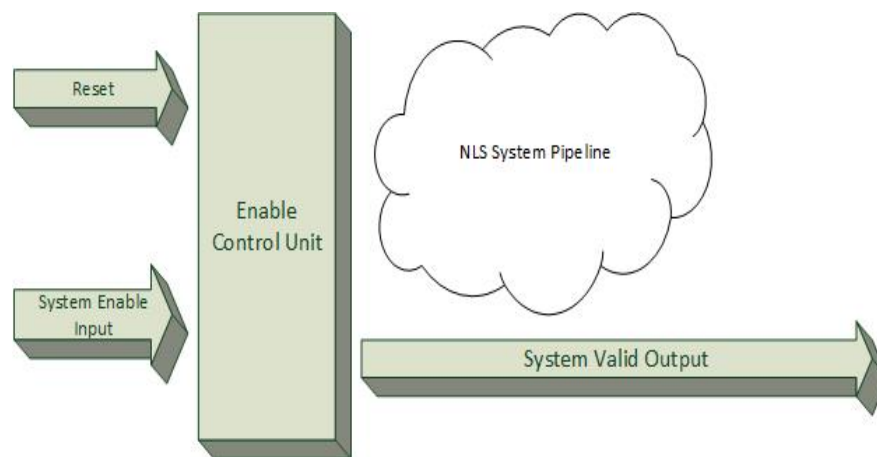 Reset
NLS System Pipeline
Enable
Control Unit
System Enable
Input
System Valid Output